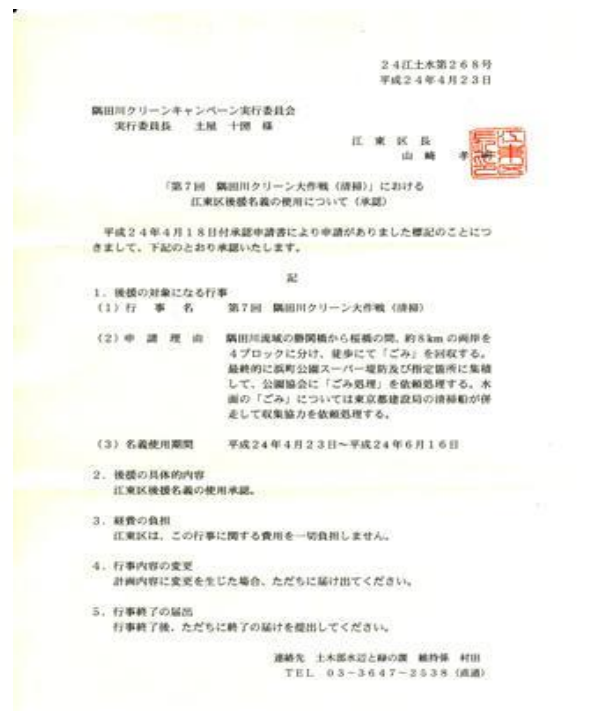 24江土水第268号
平成24年4月23日
隅田川クリーンキャンペーン実行委員会
実行委員長 土屋 十圀 様
江東区長
山﨑 孝
「第7回 隅田川クリーン大作戦(清掃)」における
江東区後援名義の使用について(承認)
平成24年4月18日付承認申請書により申請がありました標記のことにつ
きまして、下記のとおり承認いたします。
記
1.後援の対象になる行事
(1)行事名 第7回 隅田川クリーン大作戦(清掃)
(2)申請理由 隅田川流域の勝鬨橋から桜橋の間、約8kmの両岸を
4ブロックに分け、徒歩にて「ごみ」を回収する。
最終的に浜町公園スーパー堤防及び指定箇所に集積
して、公園協会に「ごみ処理」を依頼処理する。水
面の「ごみ」については東京都建設局の清掃船が併
走して収集協力を依頼処理する。
(3)名義使用期間 平成24年4月23日~平成24年6月16日
2.後援の具体的内容
江東区後援名義の使用承認。
3.経費の負担
江東区は、この行事に関する費用を一切負担しません。
4.行事内容の変更
計画内容に変更を生じた場合、ただちに届け出てください。
5.行事終了の届出
行事終了後、ただちに終了の届けを提出してください。
連絡先 土木部水辺と緑の課 維持係 村田
TEL 03-3647-2538(直通)